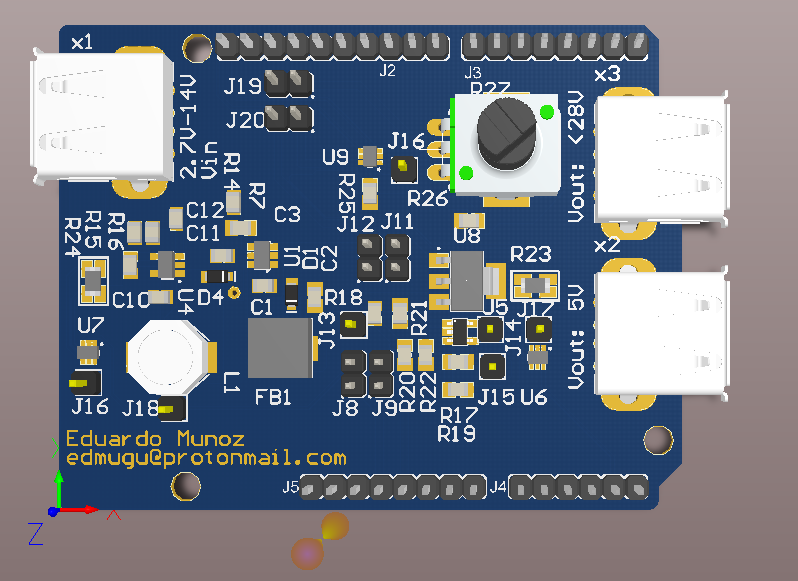 x1
J2
J3
x3
J19
J20
R27
2.7V-14V
Vin
U9
J16
Vout: <28V
R14
R7
R25
R26
C12
C11
C3
J12
J11
U8
x2
R24
R15
R16
R23
U1
D1
C2
C10
D4
C1
R18
U4
U5
J17
Vout: 5V
U7
J13
R21
J14
L1
FB1
J16
J18
J8
J9
R20
R22
J15
U6
R17
R19
Eduardo Munoz
edmugu@protonmail.com
J5
J4
Z
X